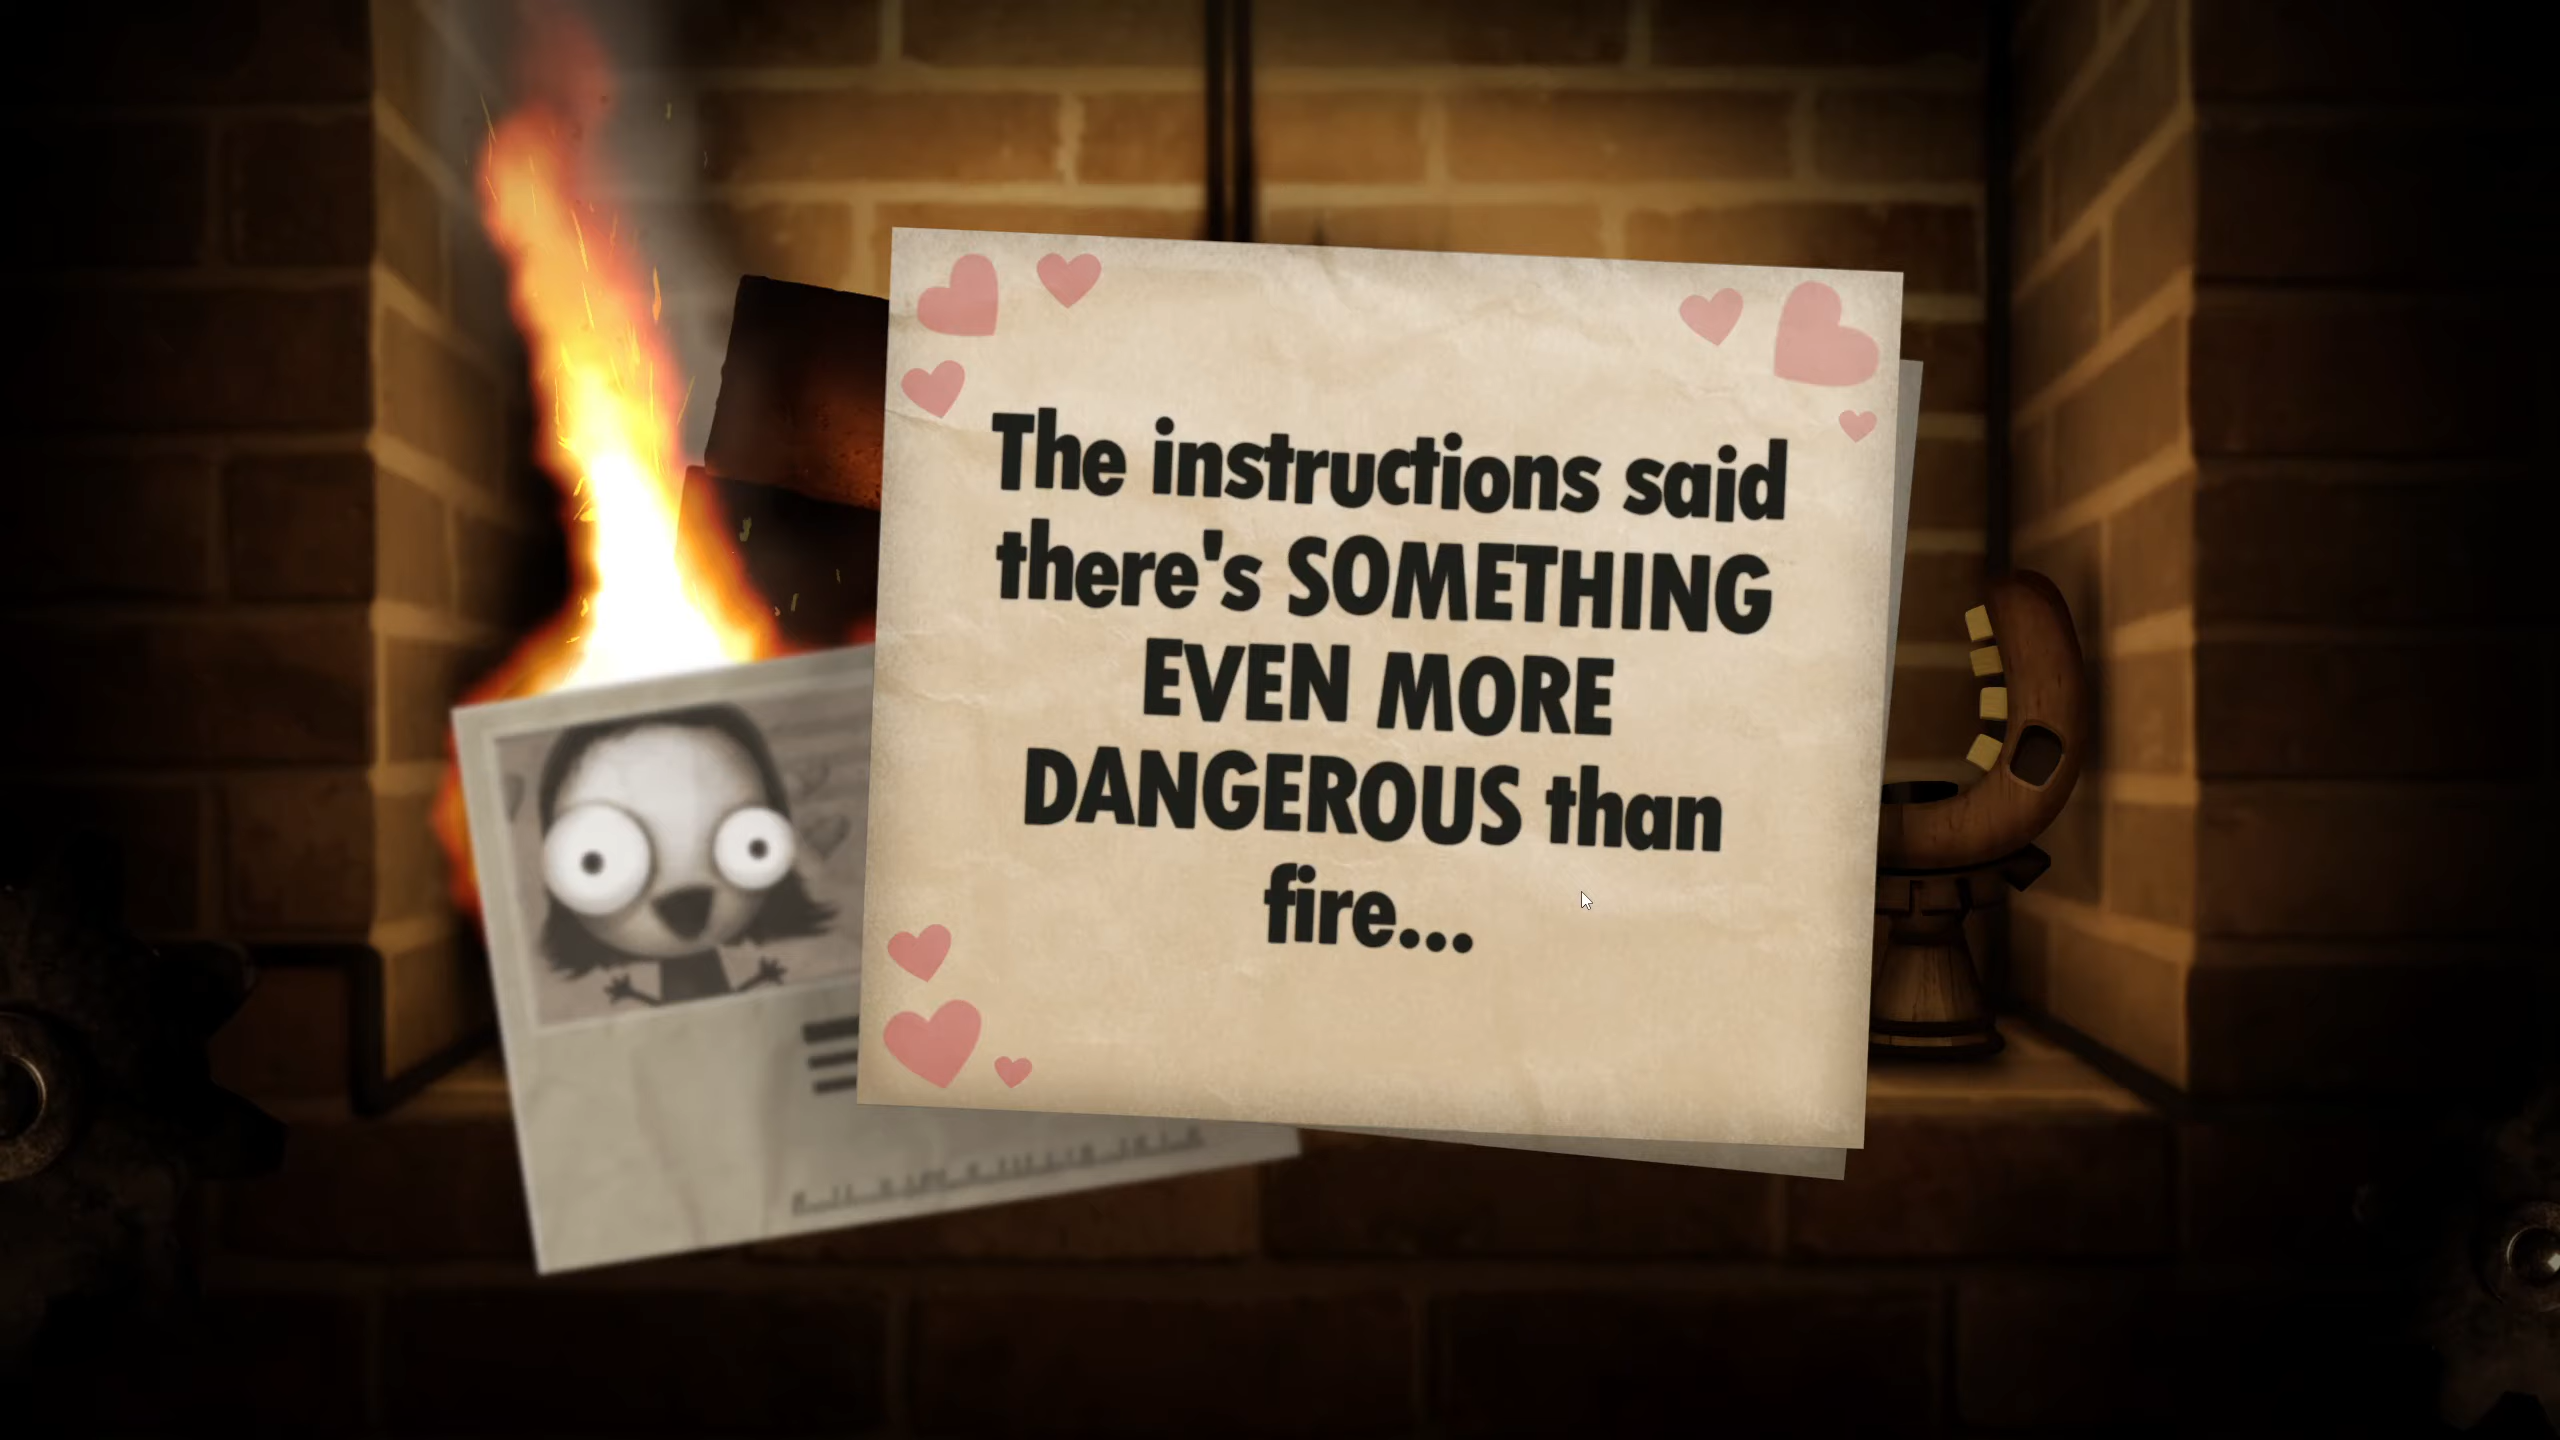 The instructions said
there's SOMETHING
EVEN MORE
DANGEROUS than
fire...